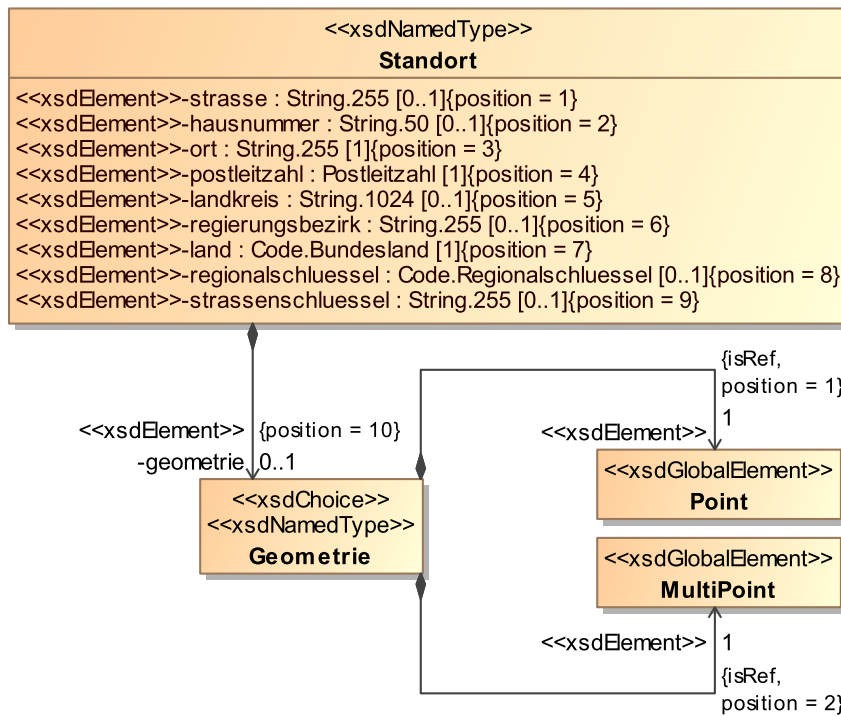 <<xsdNamedType>>
Standort
<<xsdElement>>-strasse : String.255 [0..1]{position = 1}
<<xsdElement>>-hausnummer : String.50 [0..1]{position = 2}
<<xsdElement>>-ort : String.255 [1]{position = 3}
<<xsdElement>>-postleitzahl : Postleitzahl [1]{position = 4}
<<xsdElement>>-landkreis : String.1024 [0..1]{position = 5}
<<xsdElement>>-regierungsbezirk : String.255 [0..1]{position = 6}
<<xsdElement>>-land : Code.Bundesland [1]{position = 7}
<<xsdElement>>-regionalschluessel : Code.Regionalschluessel [0..1]{position = 8}
<<xsdElement>>-strassenschluessel : String.255 [0..1]{position = 9}
<<xsdElement>> {position = 10}
-geometrie 0..1
{isRef,
position = 1}
1
<<xsdElement>>
<<xsdChoice>>
<<xsdNamedType>>
Geometrie
<<xsdGlobalElement>>
Point
<<xsdGlobalElement>>
MultiPoint
<<xsdElement>> 1
{isRef,
position = 2}